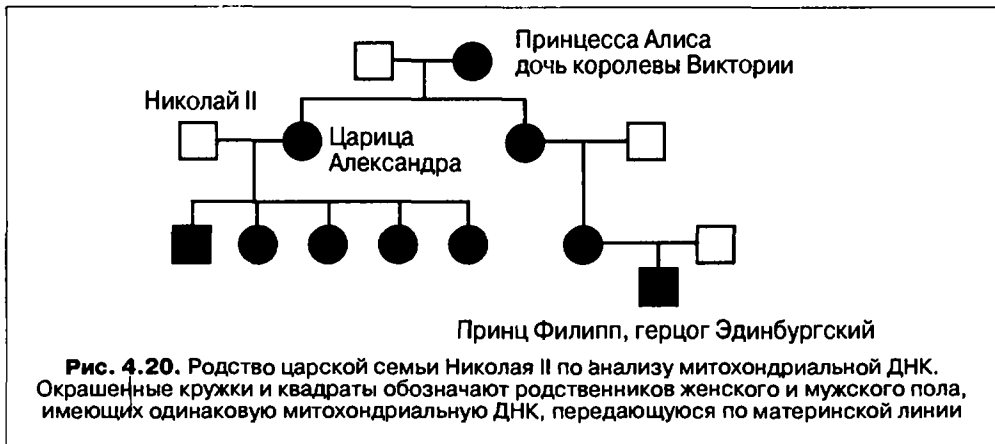 Принцесса Алиса
дочь королевы Виктории
Николай II
Царица
Александра
Принц Филипп, герцог Эдинбургский
Рис. 4.20. Родство царской семьи Николая II по анализу митохондриальной ДНК.
Окрашенные кружки и квадраты обозначают родственников женского и мужского пола,
имеющих одинаковую митохондриальную ДНК, передающуюся по материнской линии